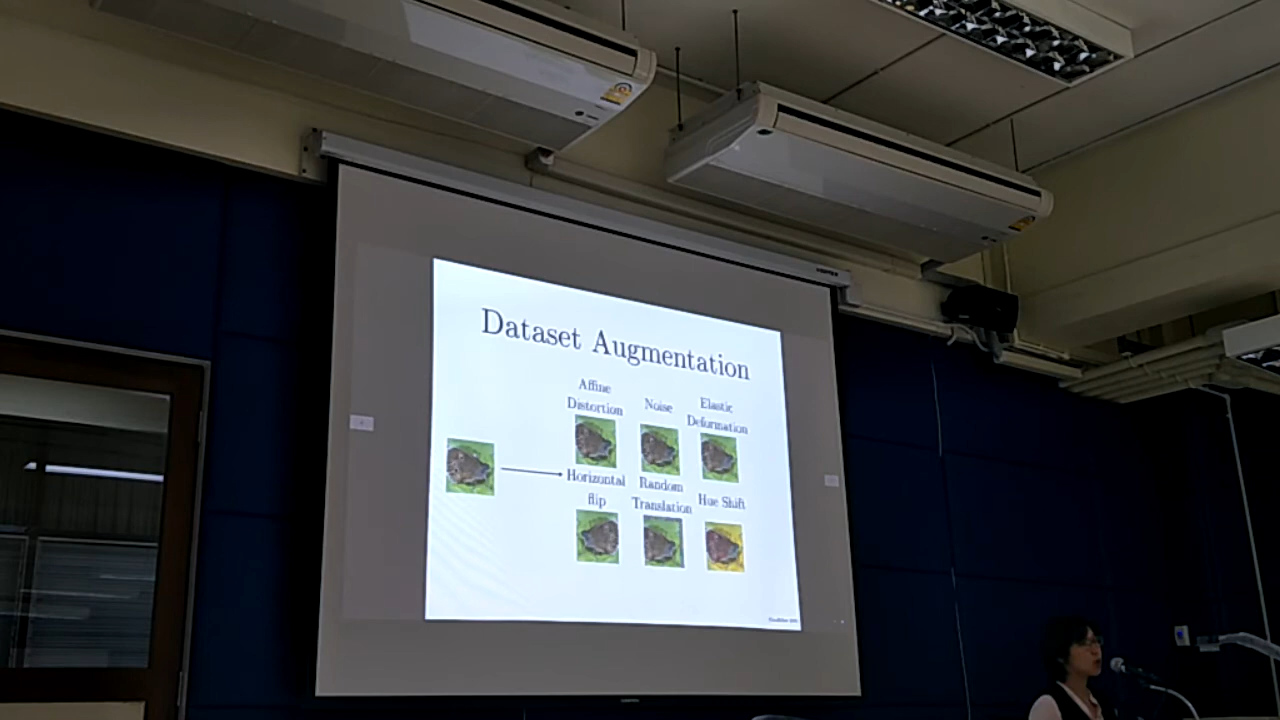 Dataset Augmentation
Affine
Distortion
Noise
Elastic
Deformation
Horizontal
flip
Random
Translation
Hue Shift